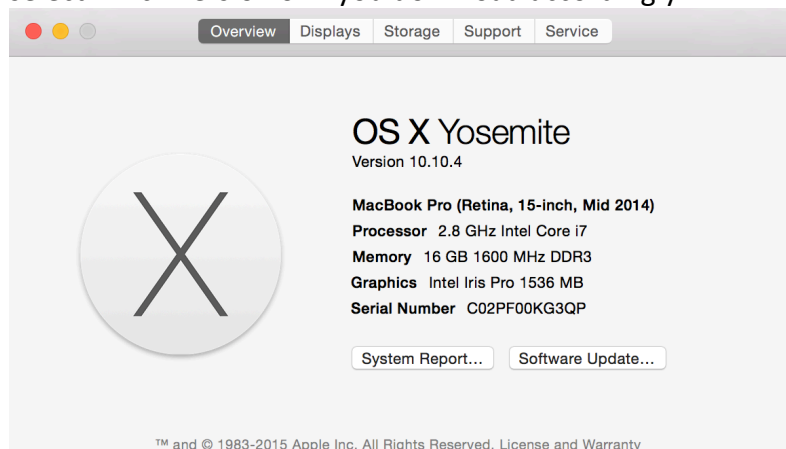 Overview Displays Storage Support Service
OS X Yosemite
Version 10.10.4
MacBook Pro (Retina, 15-inch, Mid 2014)
Processor 2.8 GHz Intel Core i7
Memory 16 GB 1600 MHz DDR3
Graphics Intel Iris Pro 1536 MB
Serial Number C02PF00KG3QP
System Report... Software Update...
™ and © 1983-2015 Apple Inc. All Rights Reserved. License and Warranty